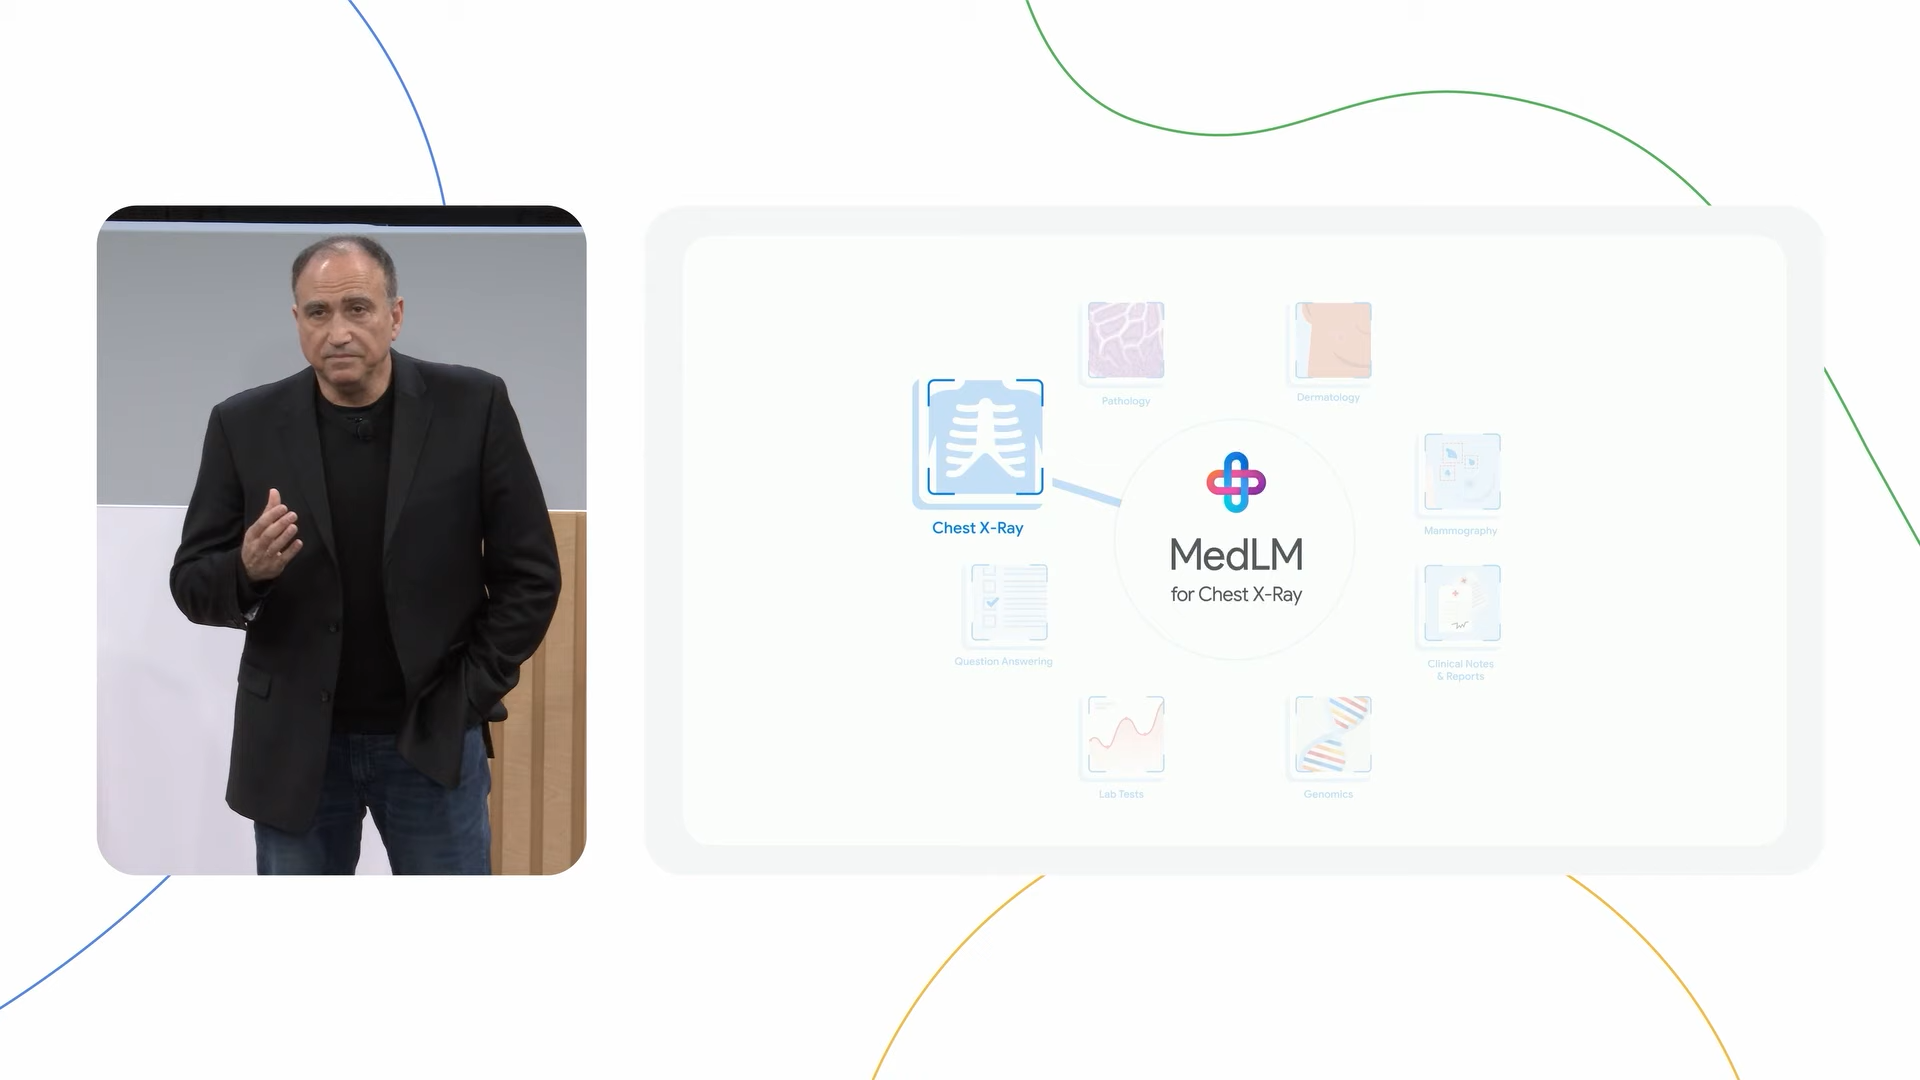 Pathology
Dermatology
Chest X-Ray
Mammography
MedLM
for Chest X-Ray
Question Answering
Clinical Notes
& Reports
Lab Tests
Genomics